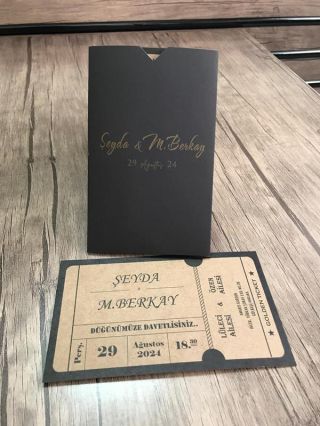 Şeyda & M.Berkay
29 Ağustos 24
ŞEYDA
&
M.BERKAY
DÜĞÜNÜMÜZE DAVETLİSİNİZ..
Perş. 29 Ağustos 2024 18.30
LÜLECİ AİLESİ & ÖZEN AİLESİ
★ GOLDEN TICKET ★